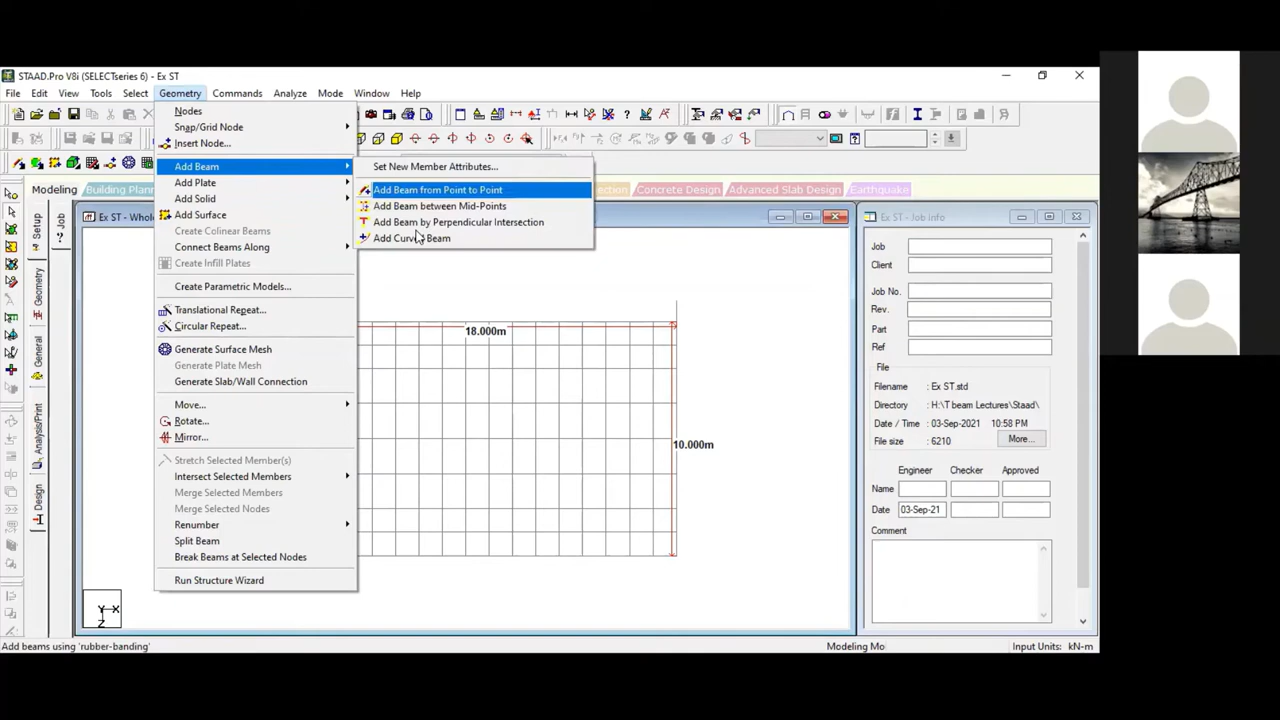 STAAD.Pro V8i (SELECTseries 6) - Ex ST
File Edit View Tools Select Geometry Commands Analyze Mode Window Help
Nodes
Snap/Grid Node
Insert Node...
Add Beam
Add Plate
Add Solid
Add Surface
Create Colinear Beams
Connect Beams Along
Create Infill Plates
Create Parametric Models...
Translational Repeat...
Circular Repeat...
Generate Surface Mesh
Generate Plate Mesh
Generate Slab/Wall Connection
Move...
Rotate...
Mirror...
Stretch Selected Member(s)
Intersect Selected Members
Merge Selected Members
Merge Selected Nodes
Renumber
Split Beam
Break Beams at Selected Nodes
Run Structure Wizard
Set New Member Attributes...
Add Beam from Point to Point
Add Beam between Mid-Points
Add Beam by Perpendicular Intersection
Add Curved Beam
Modeling Building Plann
Concrete Design Advanced Slab Design Earthquake
Setup
Geometry
General
Analysis/Print
Design
Job
Ex ST - Whole
18.000m
10.000m
Y X
Z
Ex ST - Job Info
Job
Client
Job No.
Rev.
Part
Ref
File
Filename : Ex ST.std
Directory : H:\T beam Lectures\Staad\
Date / Time : 03-Sep-2021 10:58 PM
File size : 6210 More...
Engineer Checker Approved
Name
Date 03-Sep-21
Comment
Add beams using 'rubber-banding' Modeling Mo Input Units: kN-m